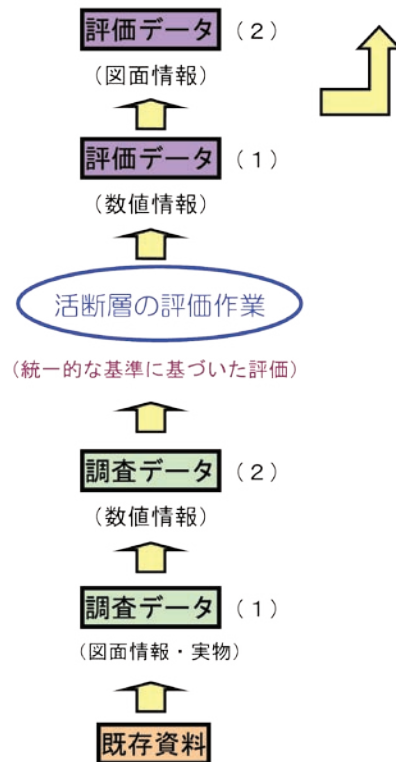 評価データ（２）
（図面情報）
評価データ（１）
（数値情報）
活断層の評価作業
（統一的な基準に基づいた評価）
調査データ（２）
（数値情報）
調査データ（１）
（図面情報・実物）
既存資料